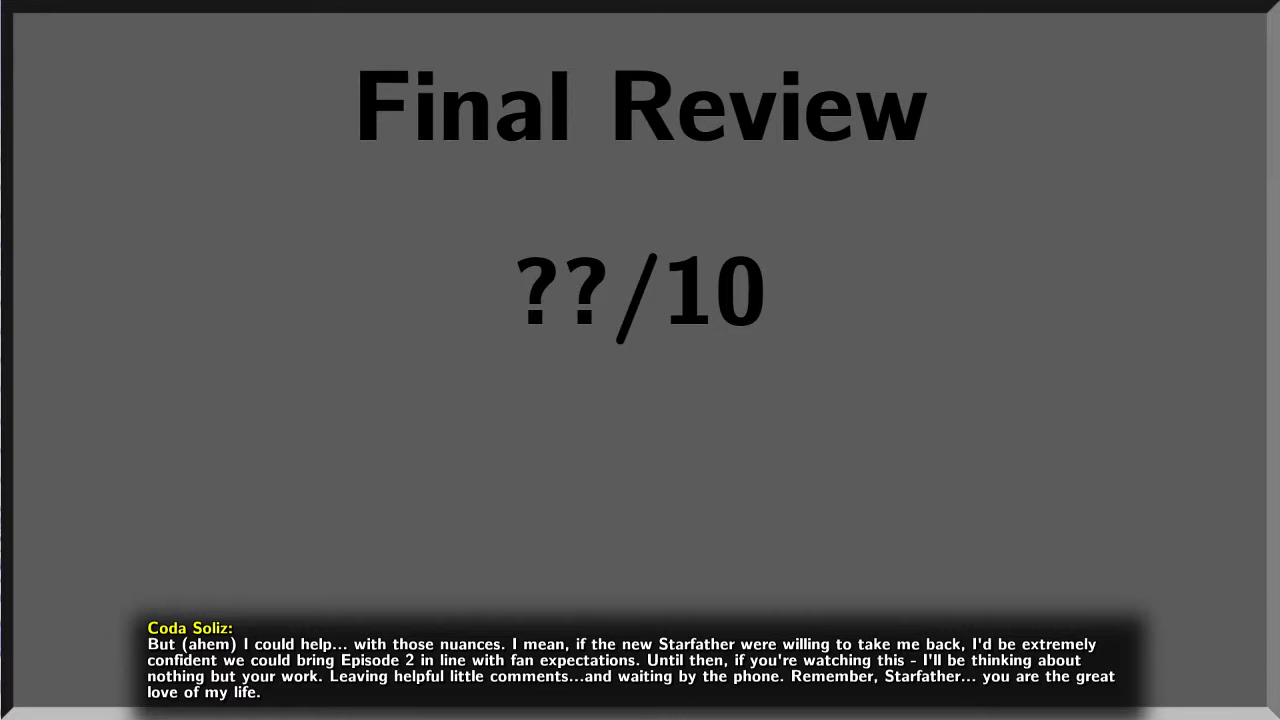 Final Review
??/10
Coda Soliz:
But (ahem) I could help... with those nuances. I mean, if the new Starfather were willing to take me back, I'd be extremely
confident we could bring Episode 2 in line with fan expectations. Until then, if you're watching this - I'll be thinking about
nothing but your work. Leaving helpful little comments...and waiting by the phone. Remember, Starfather... you are the great
love of my life.